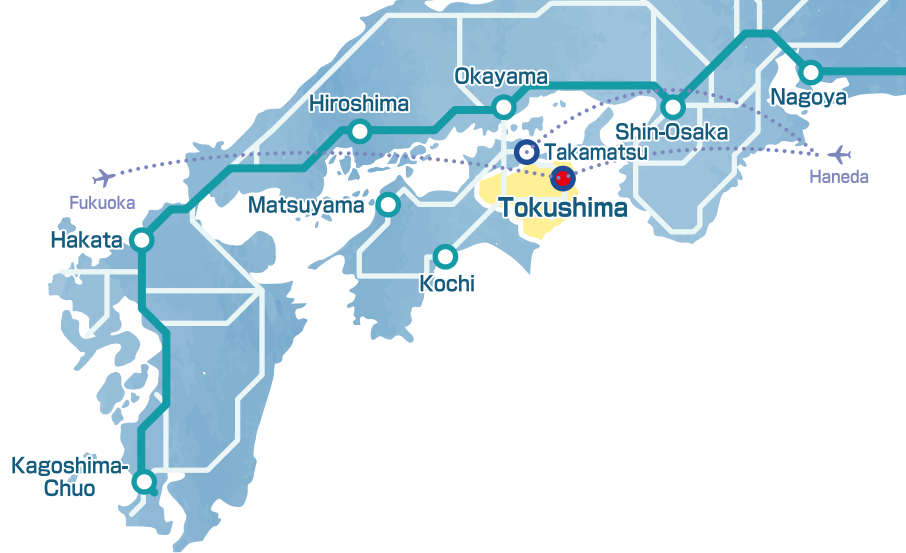 Okayama
Hiroshima
Nagoya
Shin-Osaka
Takamatsu
Haneda
Fukuoka
Matsuyama
Tokushima
Hakata
Kochi
Kagoshima-
Chuo